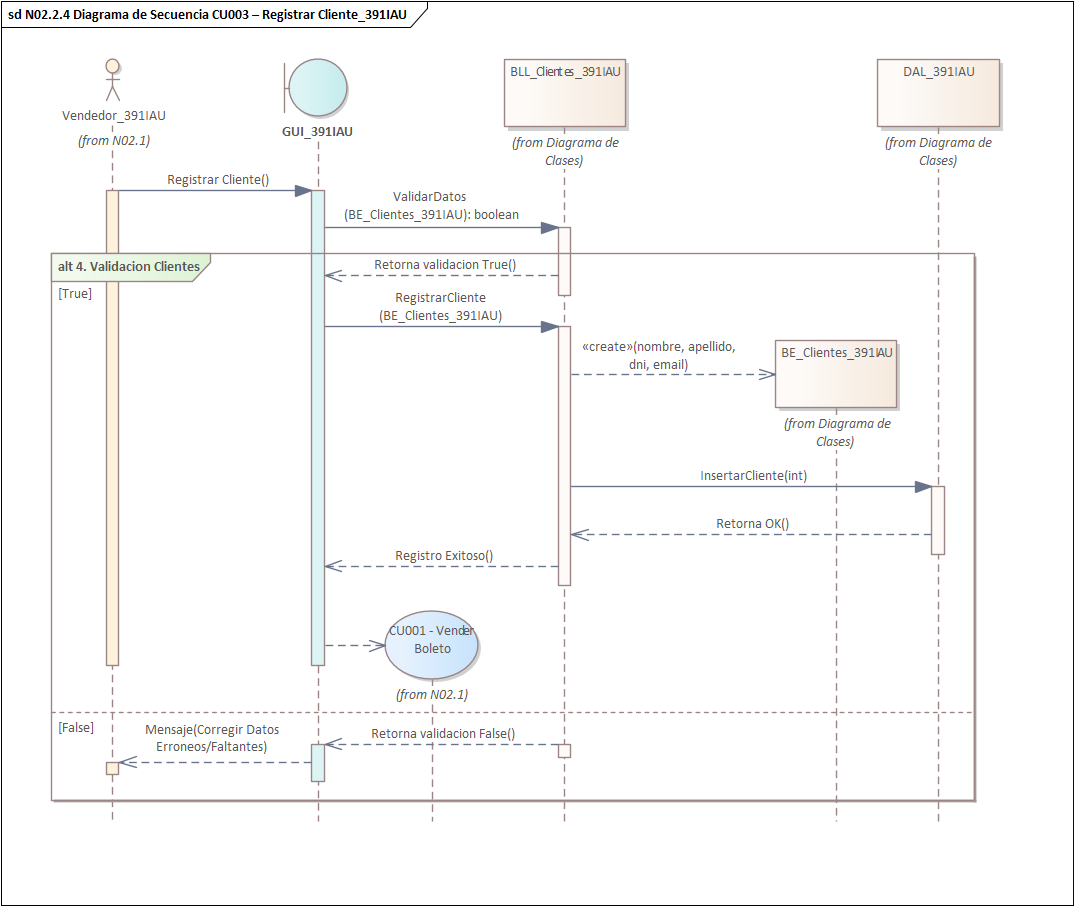 sd N02.2.4 Diagrama de Secuencia CU003 – Registrar Cliente_391IAU
Vendedor_391IAU
(from N02.1)
GUI_391IAU
BLL_Clientes_391IAU
(from Diagrama de
Clases)
DAL_391IAU
(from Diagrama de
Clases)
Registrar Cliente()
ValidarDatos
(BE_Clientes_391IAU): boolean
alt 4. Validacion Clientes
[True]
Retorna validacion True()
RegistrarCliente
(BE_Clientes_391IAU)
«create»(nombre, apellido,
dni, email)
BE_Clientes_391IAU
(from Diagrama de
Clases)
InsertarCliente(int)
Retorna OK()
Registro Exitoso()
CU001 - Vender
Boleto
(from N02.1)
[False]
Retorna validacion False()
Mensaje(Corregir Datos
Erroneos/Faltantes)